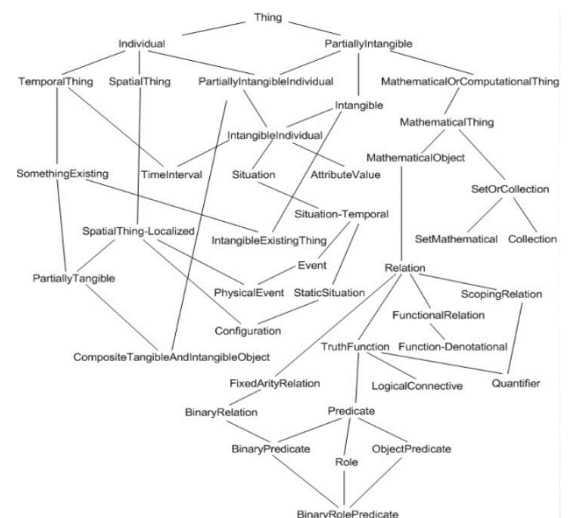 Thing
Individual PartiallyIntangible
TemporalThing SpatialThing PartiallyIntangibleIndividual MathematicalOrComputationalThing
Intangible
MathematicalThing
IntangibleIndividual
MathematicalObject
SomethingExisting TimeInterval Situation AttributeValue
SetOrCollection
Situation-Temporal
SpatialThing-Localized
IntangibleExistingThing SetMathematical Collection
Event Relation
PartiallyTangible
PhysicalEvent StaticSituation ScopingRelation
FunctionalRelation
Configuration
TruthFunction Function-Denotational
CompositeTangibleAndIntangibleObject
FixedArityRelation LogicalConnective Quantifier
BinaryRelation Predicate
BinaryPredicate ObjectPredicate
Role
BinaryRolePredicate